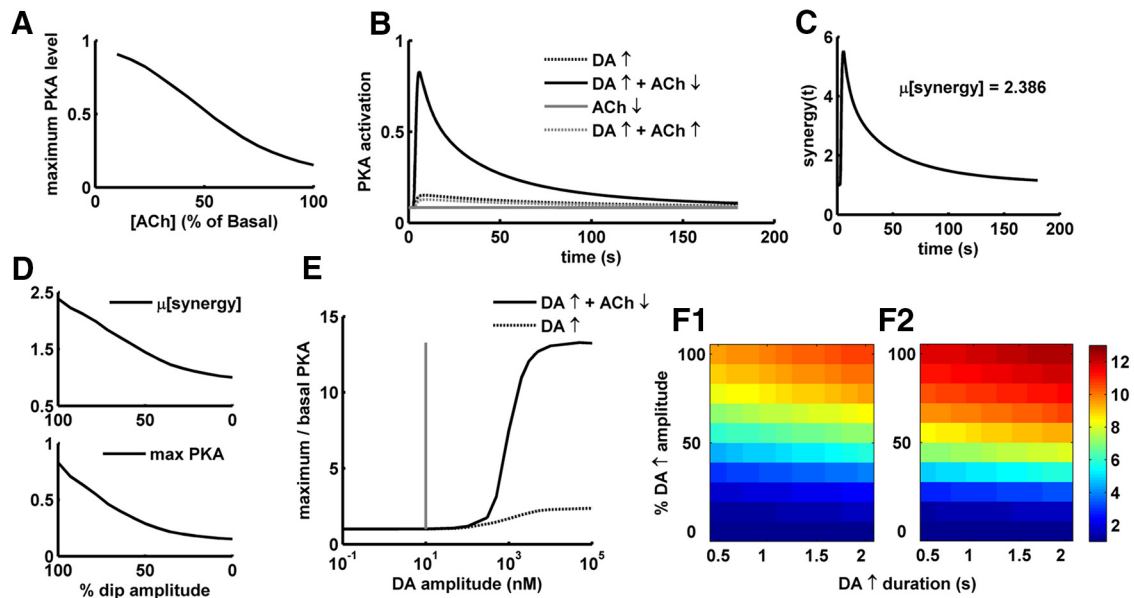 A
maximum PKA level
1
0.5
0
0
50
100
[ACh] (% of Basal)
B
PKA activation
1
0.5
0
0
50
100
150
200
time (s)
DA ↑
DA ↑ + ACh ↓
ACh ↓
DA ↑ + ACh ↑
C
synergy(t)
6
4
2
0
0
50
100
150
200
time (s)
μ[synergy] = 2.386
D
2.5
1.5
0.5
100
50
0
μ[synergy]
1
0.5
0
100
50
0
max PKA
% dip amplitude
E
maximum / basal PKA
15
10
5
0
10⁻¹
10¹
10³
10⁵
DA amplitude (nM)
DA ↑ + ACh ↓
DA ↑
F1
% DA ↑ amplitude
100
50
0
0.5
1
1.5
2
F2
100
50
0
0.5
1
1.5
2
DA ↑ duration (s)
12
10
8
6
4
2